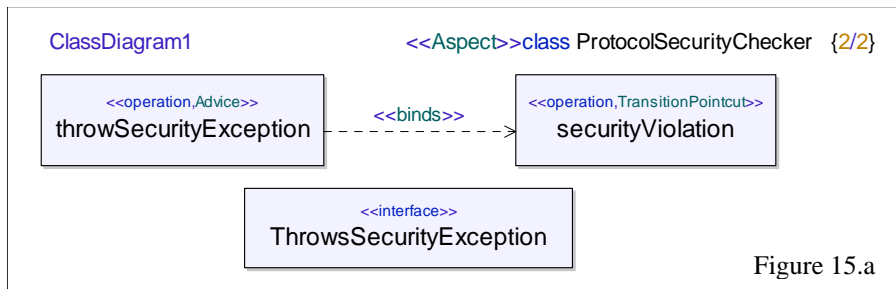 ClassDiagram1
<<Aspect>>class ProtocolSecurityChecker {2/2}
<<operation,Advice>>
throwSecurityException
<<binds>>
<<operation,TransitionPointcut>>
securityViolation
<<interface>>
ThrowsSecurityException
Figure 15.a